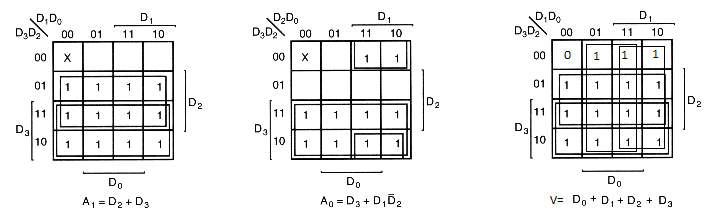 D₁D₀
D₃D₂
D₁
00 01 11 10
00 X
01 1 1 1 1
11 1 1 1 1
10 1 1 1 1
D₃
D₂
D₀
A₁ = D₂ + D₃
D₂D₀
D₃D₂
D₁
00 01 11 10
00 X 1 1
01
11 1 1 1 1
10 1 1 1 1
D₃
D₂
D₀
A₀ = D₃ + D₁D̅₂
D₁D₀
D₃D₂
D₁
00 01 11 10
00 0 1 1 1
01 1 1 1 1
11 1 1 1 1
10 1 1 1 1
D₃
D₂
D₀
V= D₀ + D₁ + D₂ + D₃